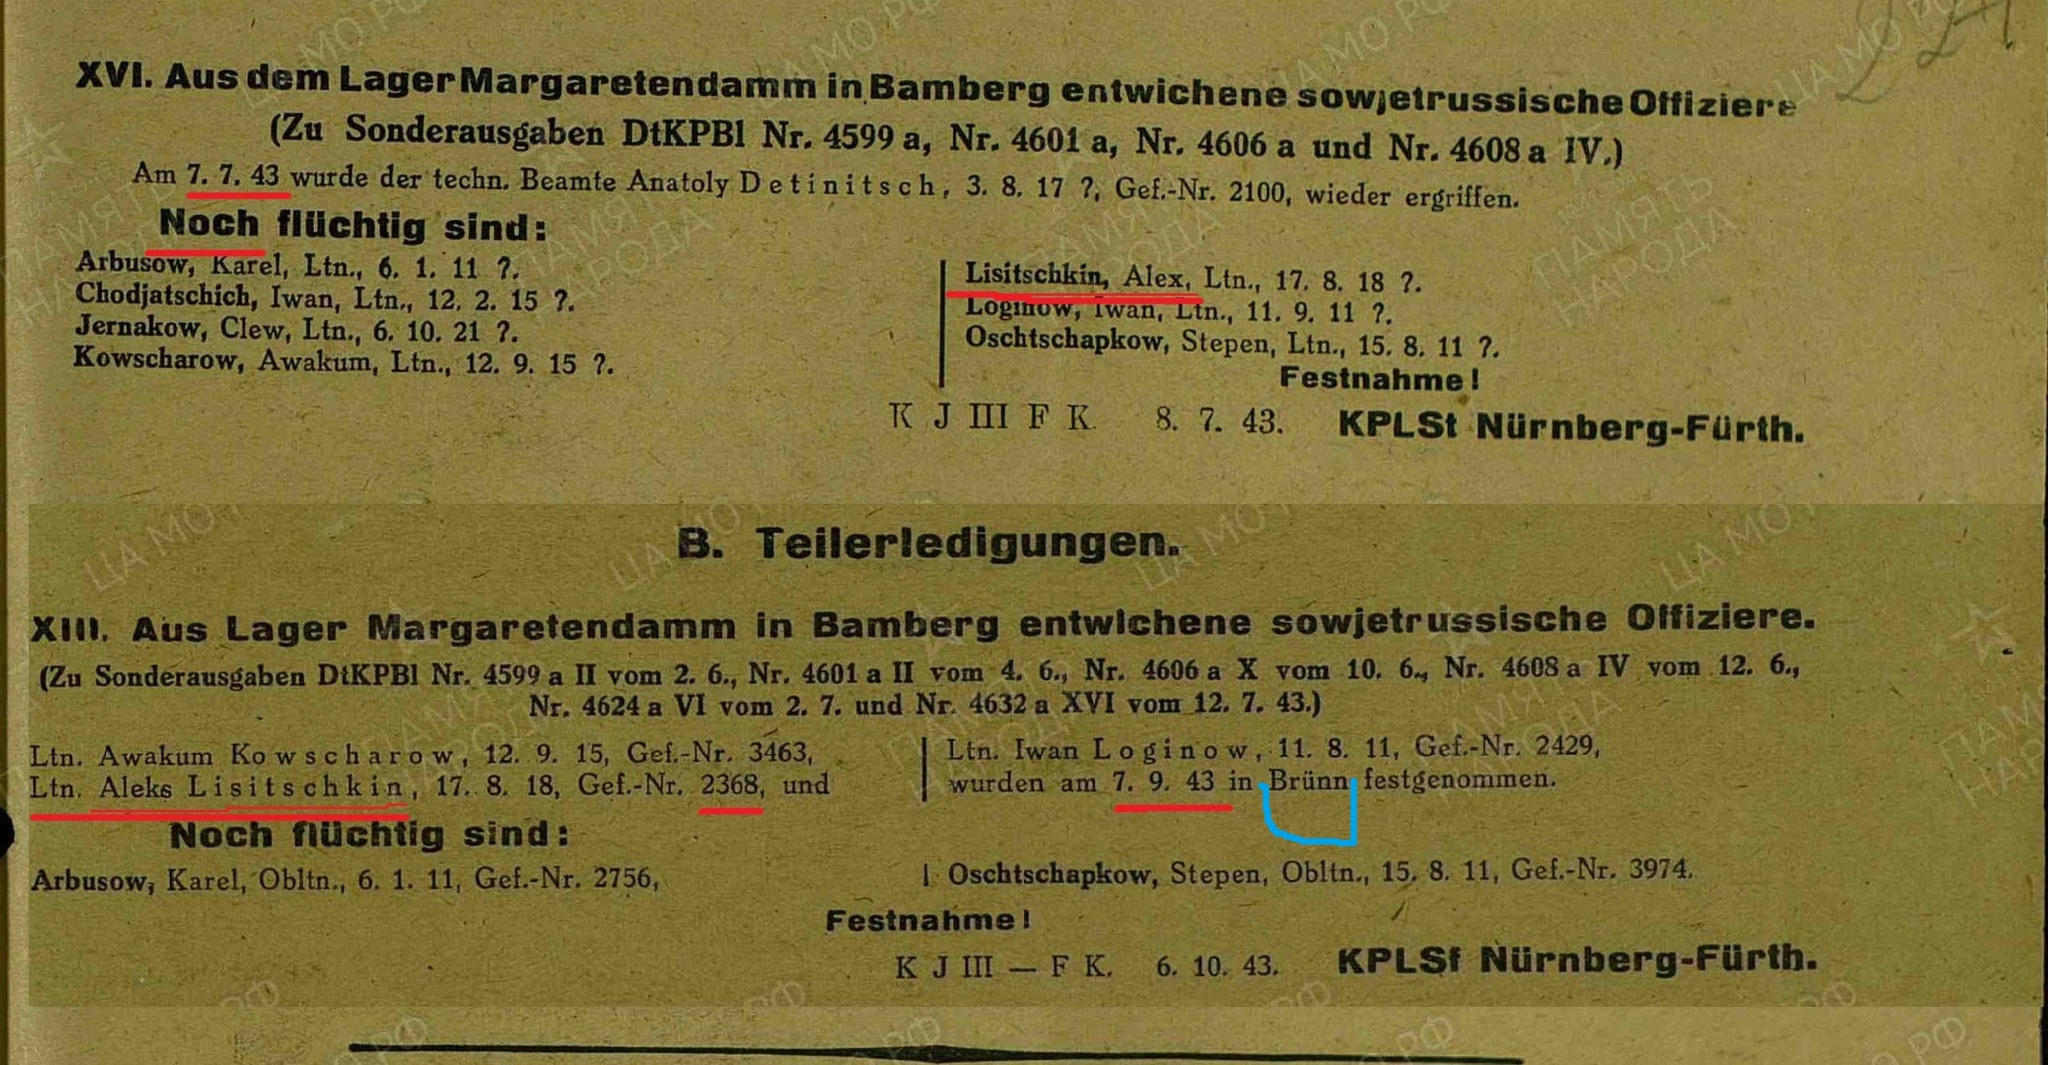 XVI. Aus dem Lager Margaretendamm in Bamberg entwichene sowjetrussische Offiziere
(Zu Sonderausgaben DtKPBl Nr. 4599 a, Nr. 4601 a, Nr. 4606 a und Nr. 4608 a IV.)
Am 7. 7. 43 wurde der techn. Beamte Anatoly Detinitsch, 3. 8. 17 ?, Gef.-Nr. 2100, wieder ergriffen.
Noch flüchtig sind:
Arbusow, Karel, Ltn., 6. 1. 11 ?.
Chodjatschich, Iwan, Ltn., 12. 2. 15 ?.
Jernakow, Clew, Ltn., 6. 10. 21 ?.
Kowscharow, Awakum, Ltn., 12. 9. 15 ?.
Lisitschkin, Alex, Ltn., 17. 8. 18 ?.
Loginow, Iwan, Ltn., 11. 9. 11 ?.
Oschtschapkow, Stepen, Ltn., 15. 8. 11 ?.
Festnahme!
K J III F K. 8. 7. 43. KPLSt Nürnberg-Fürth.
B. Teilerledigungen.
XIII. Aus Lager Margaretendamm in Bamberg entwichene sowjetrussische Offiziere.
(Zu Sonderausgaben DtKPBl Nr. 4599 a II vom 2. 6., Nr. 4601 a II vom 4. 6., Nr. 4606 a X vom 10. 6., Nr. 4608 a IV vom 12. 6.,
Nr. 4624 a VI vom 2. 7. und Nr. 4632 a XVI vom 12. 7. 43.)
Ltn. Awakum Kowscharow, 12. 9. 15, Gef.-Nr. 3463,
Ltn. Aleks Lisitschkin, 17. 8. 18, Gef.-Nr. 2368, und
Ltn. Iwan Loginow, 11. 8. 11, Gef.-Nr. 2429,
wurden am 7. 9. 43 in Brünn festgenommen.
Noch flüchtig sind:
Arbusow, Karel, Obltn., 6. 1. 11, Gef.-Nr. 2756,
Oschtschapkow, Stepen, Obltn., 15. 8. 11, Gef.-Nr. 3974.
Festnahme!
K J III — F K. 6. 10. 43. KPLSt Nürnberg-Fürth.
ЦА МО РФ
ПАМЯТЬ
НАРОДА